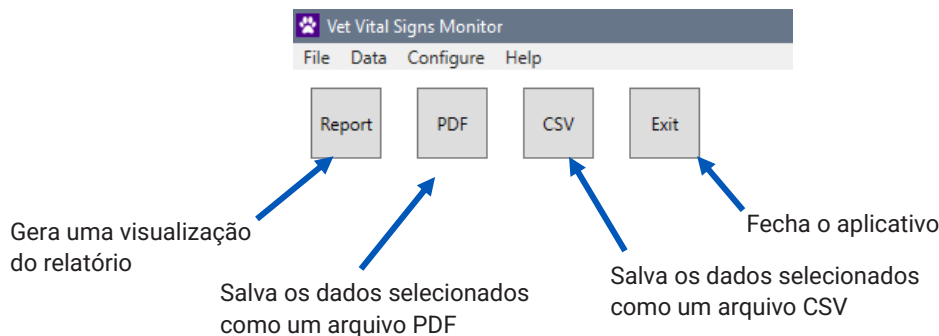 Vet Vital Signs Monitor
File Data Configure Help
Report PDF CSV Exit
Gera uma visualização
do relatório
Fecha o aplicativo
Salva os dados selecionados
como um arquivo CSV
Salva os dados selecionados
como um arquivo PDF